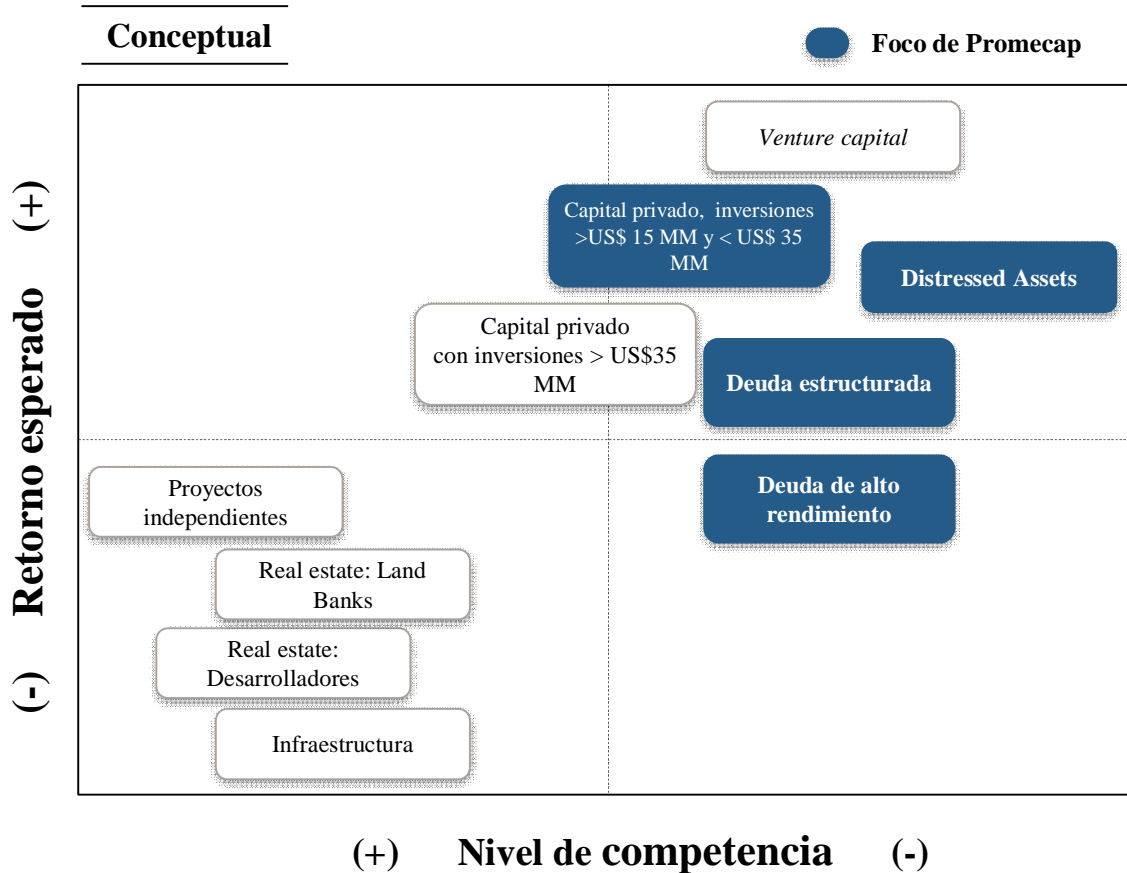 Conceptual
Foco de Promecap
Venture capital
Capital privado, inversiones
>US$ 15 MM y < US$ 35
MM
Distressed Assets
Capital privado
con inversiones > US$35
MM
Deuda estructurada
Deuda de alto
rendimiento
Proyectos
independientes
Real estate: Land
Banks
Real estate:
Desarrolladores
Infraestructura
(-) Retorno esperado (+)
(+) Nivel de competencia (-)